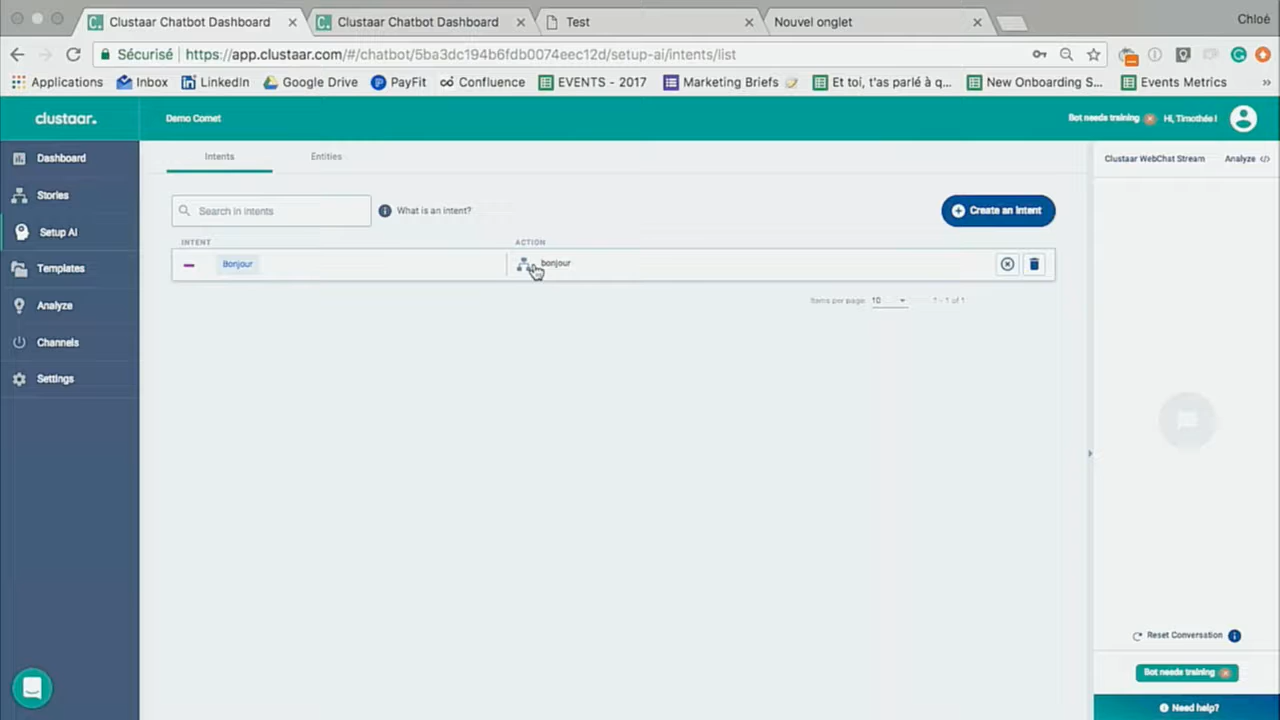 Clustaar Chatbot Dashboard
Clustaar Chatbot Dashboard
Test
Nouvel onglet
Chloé
Sécurisé
https://app.clustaar.com/#/chatbot/5ba3dc194b6fdb0074eec12d/setup-ai/intents/list
Applications
Inbox
LinkedIn
Google Drive
PayFit
Confluence
EVENTS - 2017
Marketing Briefs
Et toi, t'as parlé à q...
New Onboarding S...
Events Metrics
»
clustaar.
Demo Comet
Bot needs training
Hi, Timothée !
Dashboard
Stories
Setup AI
Templates
Analyze
Channels
Settings
Intents
Entities
Search in intents
What is an intent?
Create an intent
INTENT
ACTION
Bonjour
bonjour
Items per page: 10
1 - 1 of 1
Clustaar WebChat Stream
Analyze </>
Reset Conversation
Bot needs training
Need help?